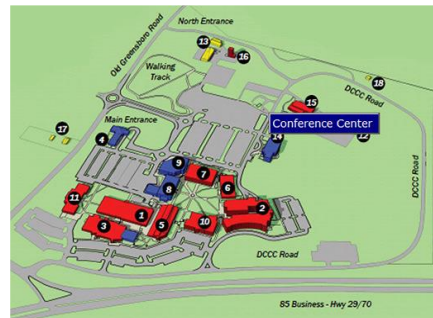 North Entrance
Old Greensboro Road
13
16
18
Walking
Track
DCCC Road
15
Conference Center
12
Main Entrance
17
4
14
DCCC Road
9
8
7
6
11
1
2
3
5
10
DCCC Road
85 Business - Hwy 29/70